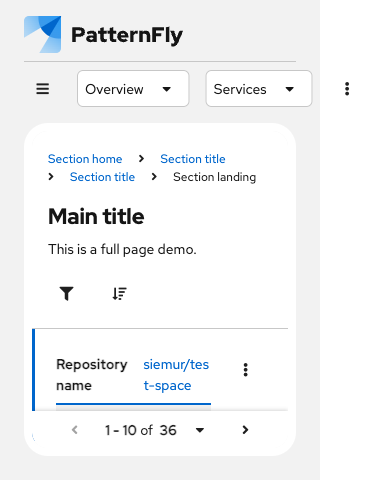 PatternFly
Overview Services
Section home Section title
Section title Section landing
Main title
This is a full page demo.
Repository siemur/tes
name t-space
1 - 10 of 36